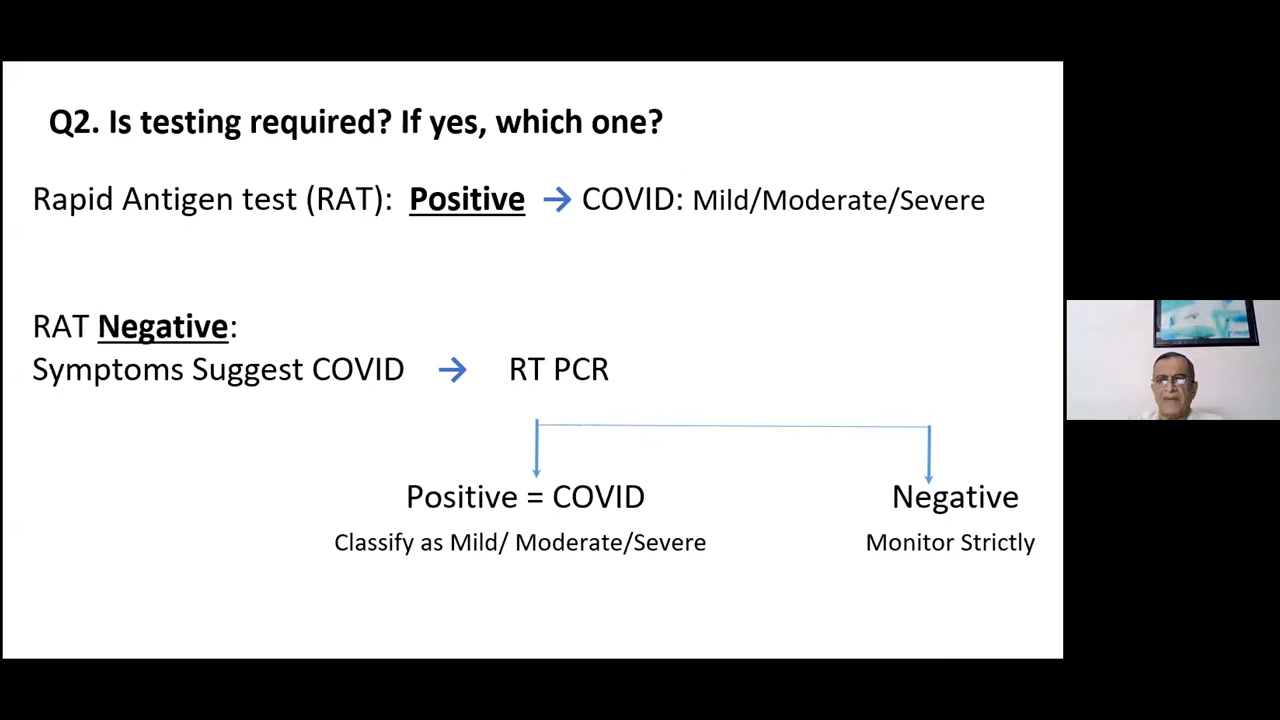 Q2. Is testing required? If yes, which one?
Rapid Antigen test (RAT): Positive → COVID: Mild/Moderate/Severe
RAT Negative:
Symptoms Suggest COVID → RT PCR
Positive = COVID
Classify as Mild/ Moderate/Severe
Negative
Monitor Strictly